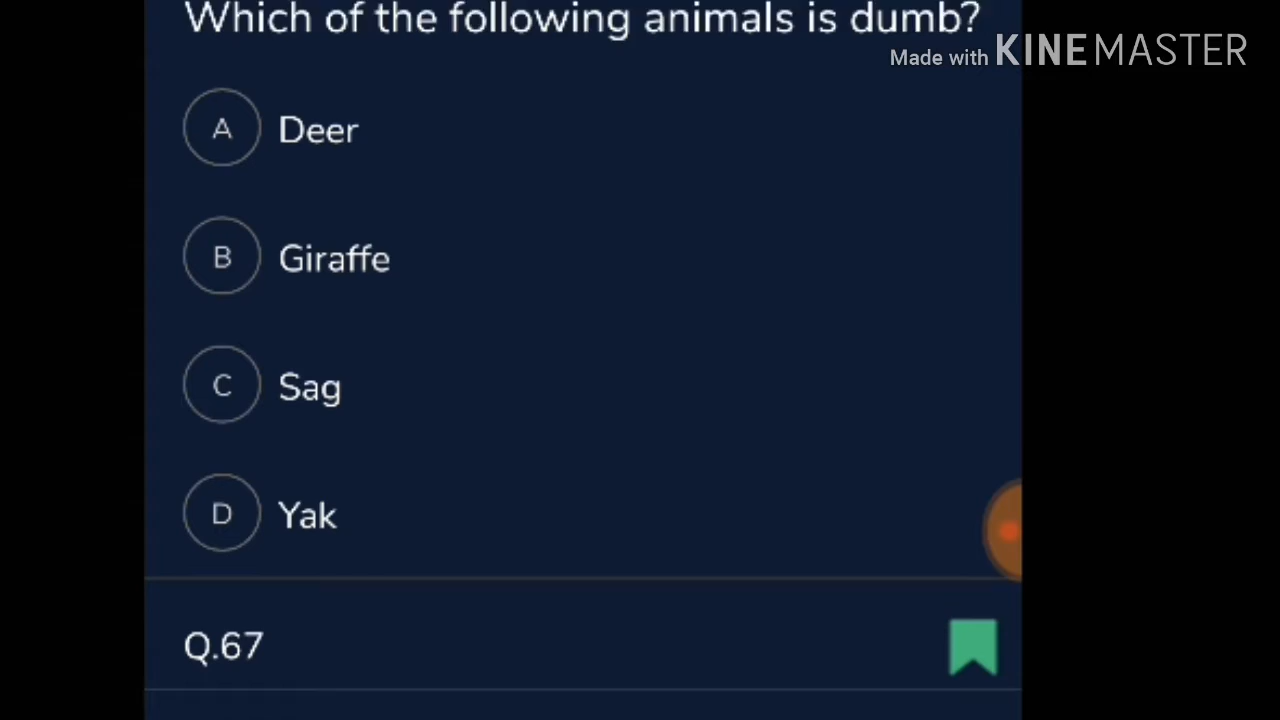 Which of the following animals is dumb?
Made with KINEMASTER
A Deer
B Giraffe
C Sag
D Yak
Q.67